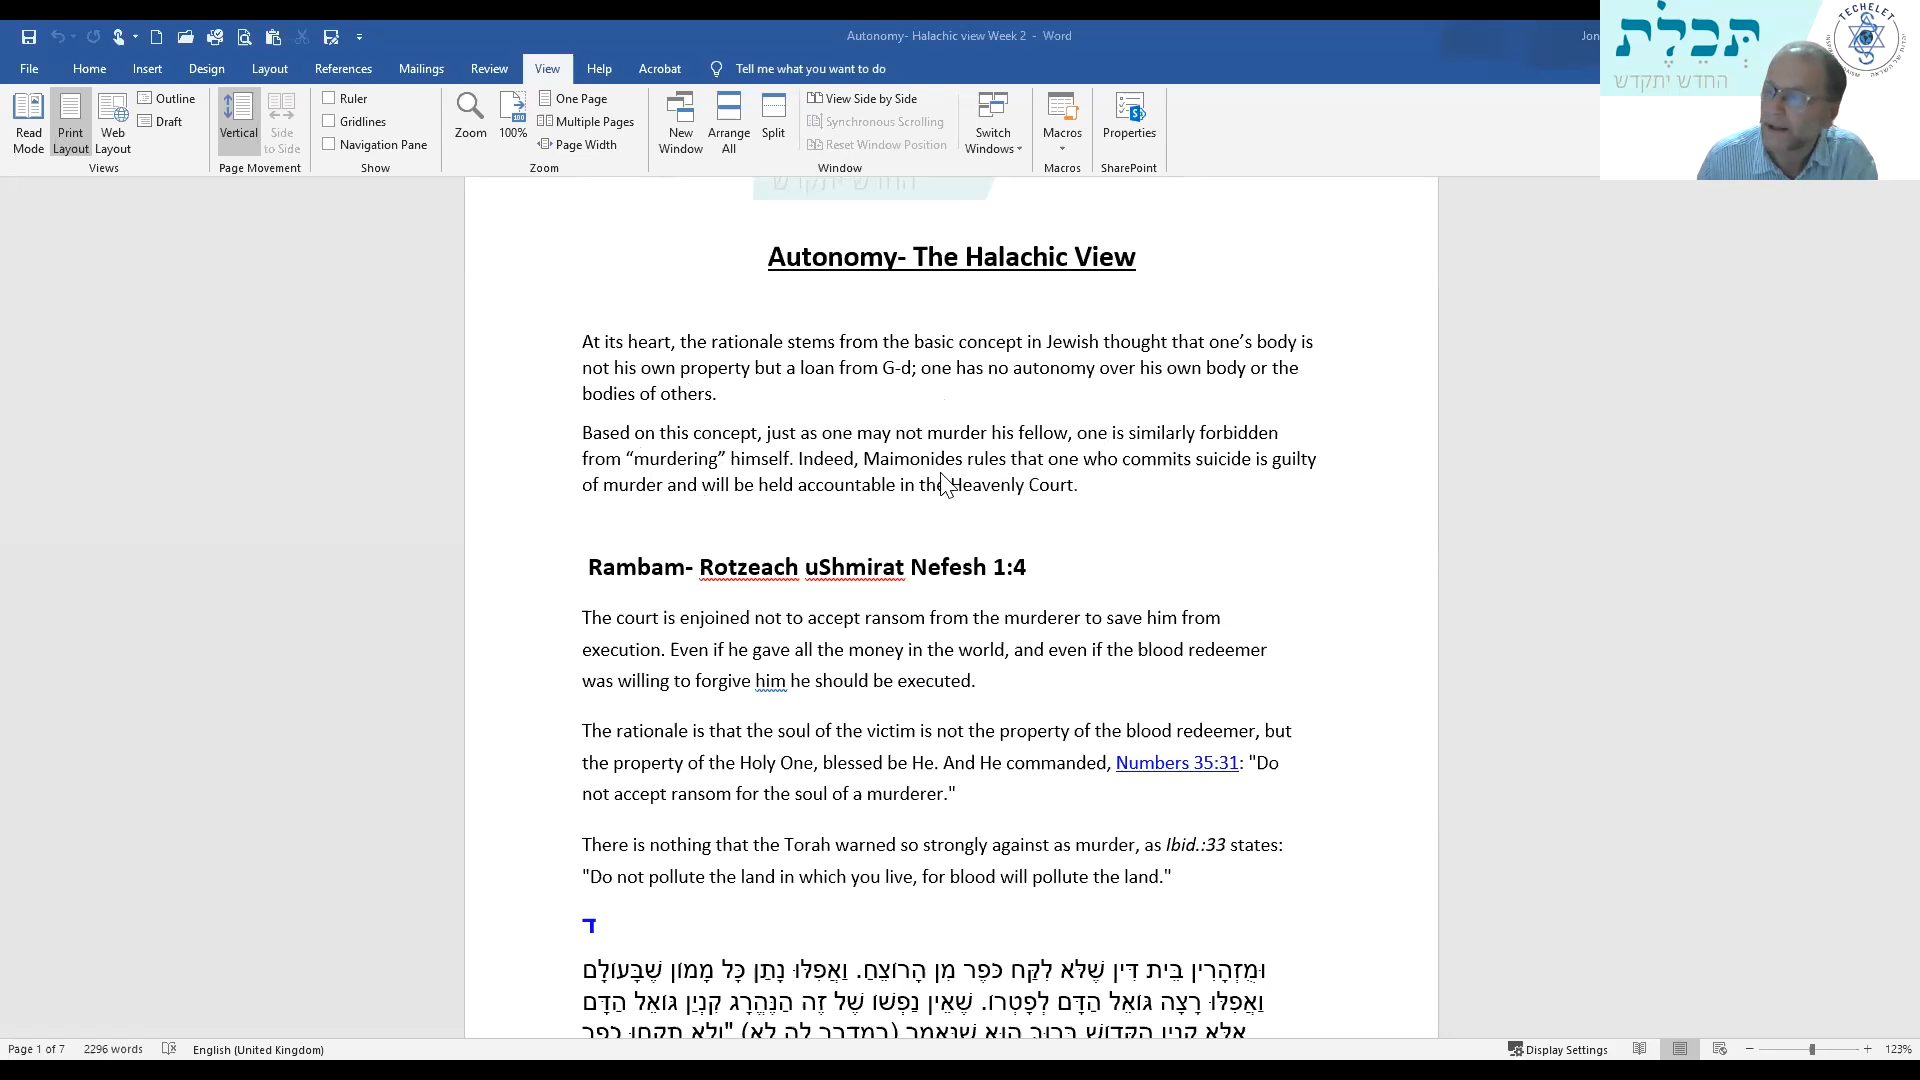 Autonomy- Halachic view Week 2 - Word
Jon
תְּכֵלֶת
החדש יתקדש
TECHELET
File Home Insert Design Layout References Mailings Review View Help Acrobat Tell me what you want to do
Read Mode
Print Layout
Web Layout
Outline
Draft
Views
Vertical
Side to Side
Page Movement
Ruler
Gridlines
Navigation Pane
Show
Zoom
100
100%
One Page
Multiple Pages
Page Width
Zoom
New Window
Arrange All
Split
View Side by Side
Synchronous Scrolling
Reset Window Position
Window
Switch Windows
Macros
Macros
Properties
SharePoint
החדש יתקדש
Autonomy- The Halachic View
At its heart, the rationale stems from the basic concept in Jewish thought that one’s body is
not his own property but a loan from G-d; one has no autonomy over his own body or the
bodies of others.
Based on this concept, just as one may not murder his fellow, one is similarly forbidden
from “murdering” himself. Indeed, Maimonides rules that one who commits suicide is guilty
of murder and will be held accountable in the Heavenly Court.
Rambam- Rotzeach uShmirat Nefesh 1:4
The court is enjoined not to accept ransom from the murderer to save him from
execution. Even if he gave all the money in the world, and even if the blood redeemer
was willing to forgive him he should be executed.
The rationale is that the soul of the victim is not the property of the blood redeemer, but
the property of the Holy One, blessed be He. And He commanded, Numbers 35:31: "Do
not accept ransom for the soul of a murderer."
There is nothing that the Torah warned so strongly against as murder, as Ibid.:33 states:
"Do not pollute the land in which you live, for blood will pollute the land."
ד
וּמֻזְהָרִין בֵּית דִּין שֶׁלֹּא לִקַּח כֹּפֶר מִן הָרוֹצֵחַ. וַאֲפִלּוּ נָתַן כָּל מָמוֹן שֶׁבָּעוֹלָם
וַאֲפִלּוּ רָצָה גּוֹאֵל הַדָּם לְפָטְרוֹ. שֶׁאֵין נַפְשׁוֹ שֶׁל זֶה הַנֶּהֱרָג קִנְיַן גּוֹאֵל הַדָּם
אֶלָּא קִנְיַן הַקָּדוֹשׁ בָּרוּךְ הוּא שֶׁנֶּאֱמַר (במדבר לה לא) "וְלֹא תִקְחוּ כֹפֶר
Page 1 of 7 2296 words English (United Kingdom) Display Settings 123%